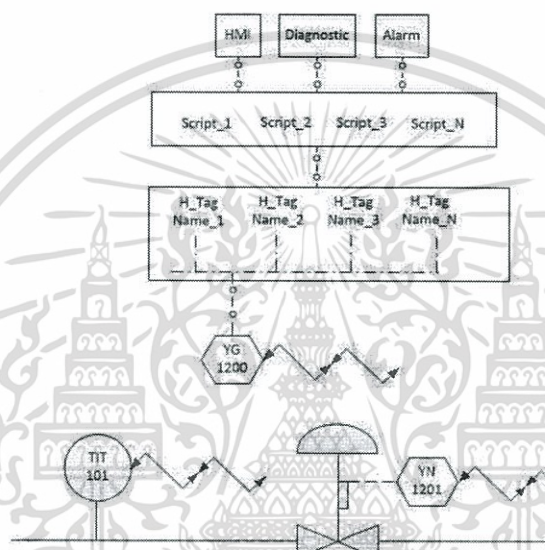 HMI Diagnostic Alarm
Script_1 Script_2 Script_3 Script_N
H_Tag H_Tag H_Tag H_Tag
Name_1 Name_2 Name_3 Name_N
YG
1200
TIT
101
YN
1201